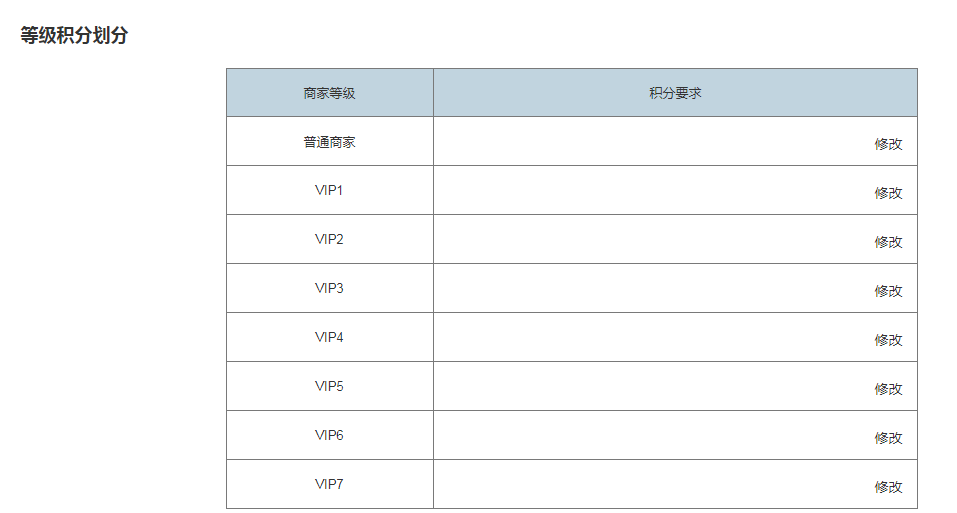 等级积分划分
商家等级 积分要求
普通商家 修改
VIP1 修改
VIP2 修改
VIP3 修改
VIP4 修改
VIP5 修改
VIP6 修改
VIP7 修改